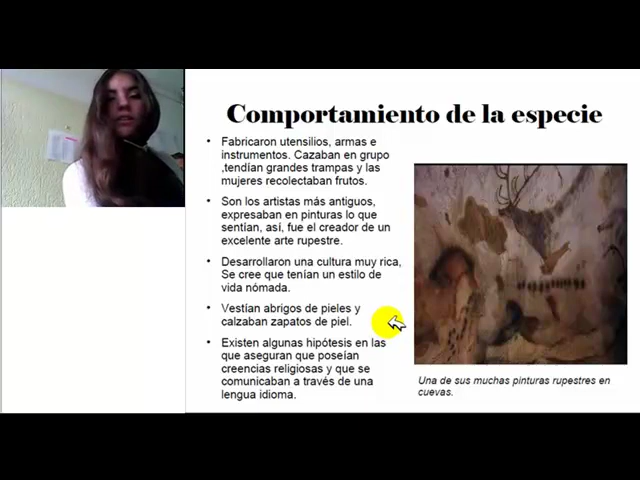 Comportamiento de la especie
Fabricaron utensilios, armas e
instrumentos. Cazaban en grupo
,tendían grandes trampas y las
mujeres recolectaban frutos.
Son los artistas más antiguos,
expresaban en pinturas lo que
sentían, así, fue el creador de un
excelente arte rupestre.
Desarrollaron una cultura muy rica,
Se cree que tenían un estilo de
vida nómada.
Vestían abrigos de pieles y
calzaban zapatos de piel.
Existen algunas hipótesis en las
que aseguran que poseían
creencias religiosas y que se
comunicaban a través de una
lengua idioma.
Una de sus muchas pinturas rupestres en
cuevas.